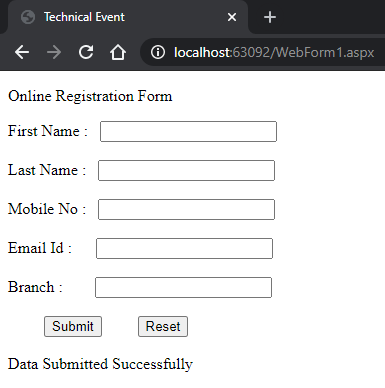 Technical Event
localhost:63092/WebForm1.aspx
Online Registration Form
First Name :
Last Name :
Mobile No :
Email Id :
Branch :
Submit Reset
Data Submitted Successfully